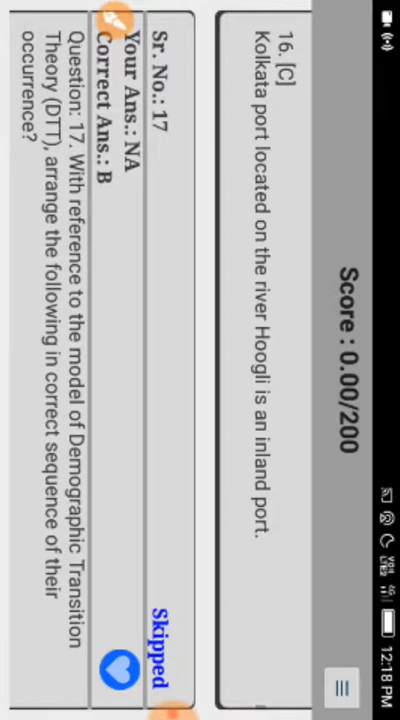 12:18 PM
Score : 0.00/200
16. [C]
Kolkata port located on the river Hoogli is an inland port.
Sr. No.: 17
Skipped
Your Ans.: NA
Correct Ans.: B
Question: 17. With reference to the model of Demographic Transition
Theory (DTT), arrange the following in correct sequence of their
occurrence?